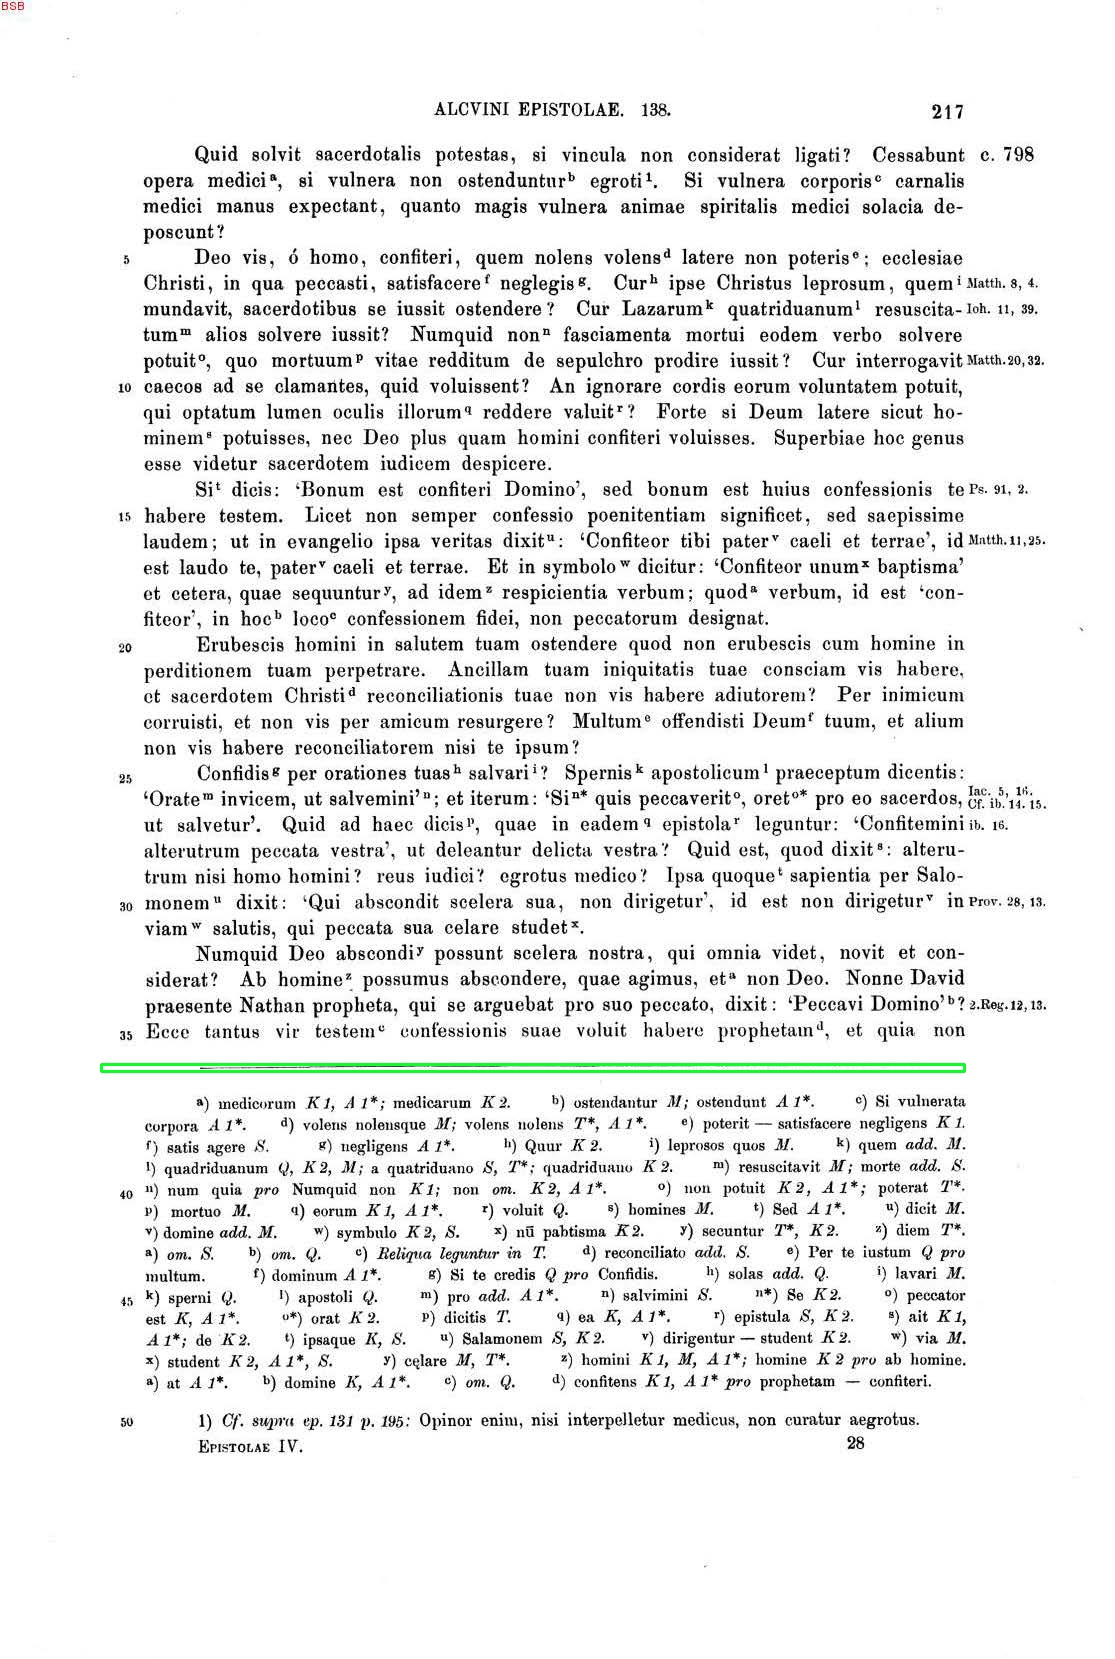 BSB
ALCVINI EPISTOLAE. 138. 217
Quid solvit sacerdotalis potestas, si vincula non considerat ligati? Cessabunt c. 798
opera medici a, si vulnera non ostenduntur b egroti 1. Si vulnera corporis c carnalis
medici manus expectant, quanto magis vulnera animae spiritalis medici solacia de-
poscunt?
5 Deo vis, ó homo, confiteri, quem nolens volens d latere non poteris e; ecclesiae
Christi, in qua peccasti, satisfacere f neglegis g. Cur h ipse Christus leprosum, quem i Matth. 8, 4.
mundavit, sacerdotibus se iussit ostendere? Cur Lazarum k quatriduanum l resuscita- Ioh. 11, 39.
tum m alios solvere iussit? Numquid non n fasciamenta mortui eodem verbo solvere
potuit o, quo mortuum p vitae redditum de sepulchro prodire iussit? Cur interrogavit Matth. 20, 32.
10 caecos ad se clamantes, quid voluissent? An ignorare cordis eorum voluntatem potuit,
qui optatum lumen oculis illorum q reddere valuit r? Forte si Deum latere sicut ho-
minem s potuisses, nec Deo plus quam homini confiteri voluisses. Superbiae hoc genus
esse videtur sacerdotem iudicem despicere.
Si t dicis: ‘Bonum est confiteri Domino’, sed bonum est huius confessionis te Ps. 91, 2.
15 habere testem. Licet non semper confessio poenitentiam significet, sed saepissime
laudem; ut in evangelio ipsa veritas dixit u: ‘Confiteor tibi pater v caeli et terrae’, id Matth. 11, 25.
est laudo te, pater v caeli et terrae. Et in symbolo w dicitur: ‘Confiteor unum x baptisma’
et cetera, quae sequuntur y, ad idem z respicientia verbum; quod a verbum, id est ‘con-
fiteor’, in hoc b loco c confessionem fidei, non peccatorum designat.
20 Erubescis homini in salutem tuam ostendere quod non erubescis cum homine in
perditionem tuam perpetrare. Ancillam tuam iniquitatis tuae consciam vis habere,
et sacerdotem Christi d reconciliationis tuae non vis habere adiutorem? Per inimicum
corruisti, et non vis per amicum resurgere? Multum e offendisti Deum f tuum, et alium
non vis habere reconciliatorem nisi te ipsum?
25 Confidis g per orationes tuas h salvari i? Spernis k apostolicum l praeceptum dicentis:
‘Orate m invicem, ut salvemini’ n; et iterum: ‘Si n* quis peccaverit o, oret o* pro eo sacerdos, Iac. 5, 16. Cf. ib. 14. 15.
ut salvetur’. Quid ad haec dicis p, quae in eadem q epistola r leguntur: ‘Confitemini ib. 16.
alterutrum peccata vestra’, ut deleantur delicta vestra? Quid est, quod dixit s: alteru-
trum nisi homo homini? reus iudici? egrotus medico? Ipsa quoque t sapientia per Salo-
30 monem u dixit: ‘Qui abscondit scelera sua, non dirigetur’, id est non dirigetur v in Prov. 28, 13.
viam w salutis, qui peccata sua celare studet x.
Numquid Deo abscondi y possunt scelera nostra, qui omnia videt, novit et con-
siderat? Ab homine z possumus abscondere, quae agimus, et a non Deo. Nonne David
praesente Nathan propheta, qui se arguebat pro suo peccato, dixit: ‘Peccavi Domino’ b? 2. Reg. 12, 13.
35 Ecce tantus vir testem c confessionis suae voluit habere prophetam d, et quia non
a) medicorum K 1, A 1*; medicarum K 2. b) ostendantur M; ostendunt A 1*. c) Si vulnerata
corpora A 1*. d) volens nolensque M; volens nolens T*, A 1*. e) poterit — satisfacere negligens K 1.
f) satis agere S. g) negligens A 1*. h) Quur K 2. i) leprosos quos M. k) quem add. M.
l) quadriduanum Q, K 2, M; a quatriduano S, T*; quadriduano K 2. m) resuscitavit M; morte add. S.
40 n) num quia pro Numquid non K 1; non om. K 2, A 1*. o) non potuit K 2, A 1*; poterat T*.
p) mortuo M. q) eorum K 1, A 1*. r) voluit Q. s) homines M. t) Sed A 1*. u) dicit M.
v) domine add. M. w) symbulo K 2, S. x) nū pabtisma K 2. y) secuntur T*, K 2. z) diem T*.
a) om. S. b) om. Q. c) Reliqua leguntur in T. d) reconciliato add. S. e) Per te iustum Q pro
multum. f) dominum A 1*. g) Si te credis Q pro Confidis. h) solas add. Q. i) lavari M.
45 k) sperni Q. l) apostoli Q. m) pro add. A 1*. n) salvimini S. n*) Se K 2. o) peccator
est K, A 1*. o*) orat K 2. p) dicitis T. q) ea K, A 1*. r) epistula S, K 2. s) ait K 1,
A 1*; de K 2. t) ipsaque K, S. u) Salamonem S, K 2. v) dirigentur — student K 2. w) via M.
x) student K 2, A 1*, S. y) cęlare M, T*. z) homini K 1, M, A 1*; homine K 2 pro ab homine.
a) at A 1*. b) domine K, A 1*. c) om. Q. d) confitens K 1, A 1* pro prophetam — confiteri.
50 1) Cf. supra ep. 131 p. 195: Opinor enim, nisi interpelletur medicus, non curatur aegrotus.
EPISTOLAE IV. 28